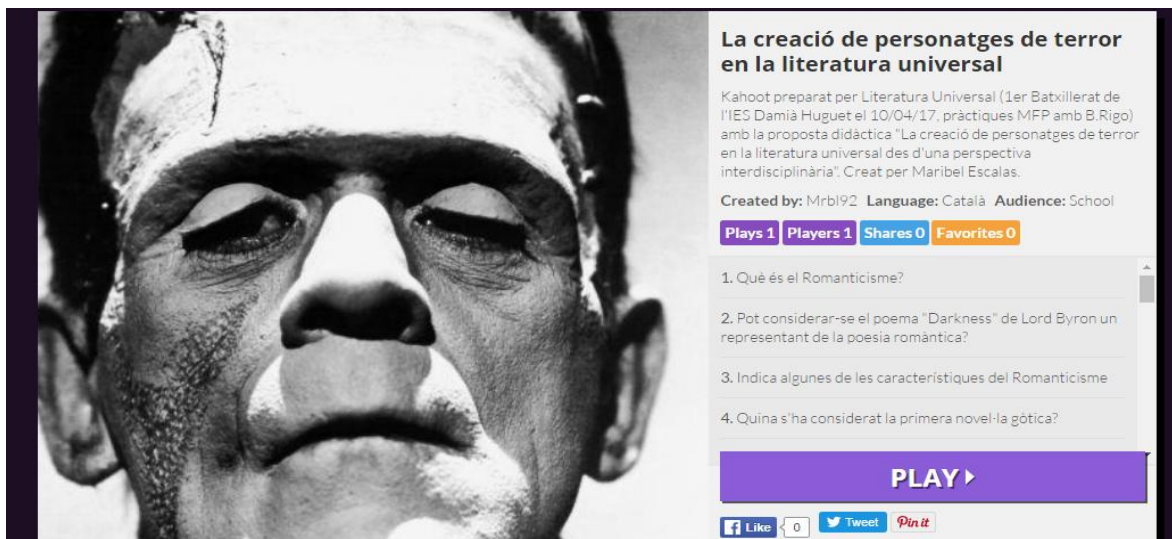 La creació de personatges de terror
en la literatura universal
Kahoot preparat per Literatura Universal (1er Batxillerat de
l'IES Damià Huguet el 10/04/17, pràctiques MFP amb B.Rigo)
amb la proposta didàctica "La creació de personatges de terror
en la literatura universal des d'una perspectiva
interdisciplinària". Creat per Maribel Escalas.
Created by: Mrbl92 Language: Català Audience: School
Plays 1 Players 1 Shares 0 Favorites 0
1. Què és el Romanticisme?
2. Pot considerar-se el poema "Darkness" de Lord Byron un
representant de la poesia romàntica?
3. Indica algunes de les característiques del Romanticisme
4. Quina s'ha considerat la primera novel·la gòtica?
PLAY
Like 0 Tweet Pin it